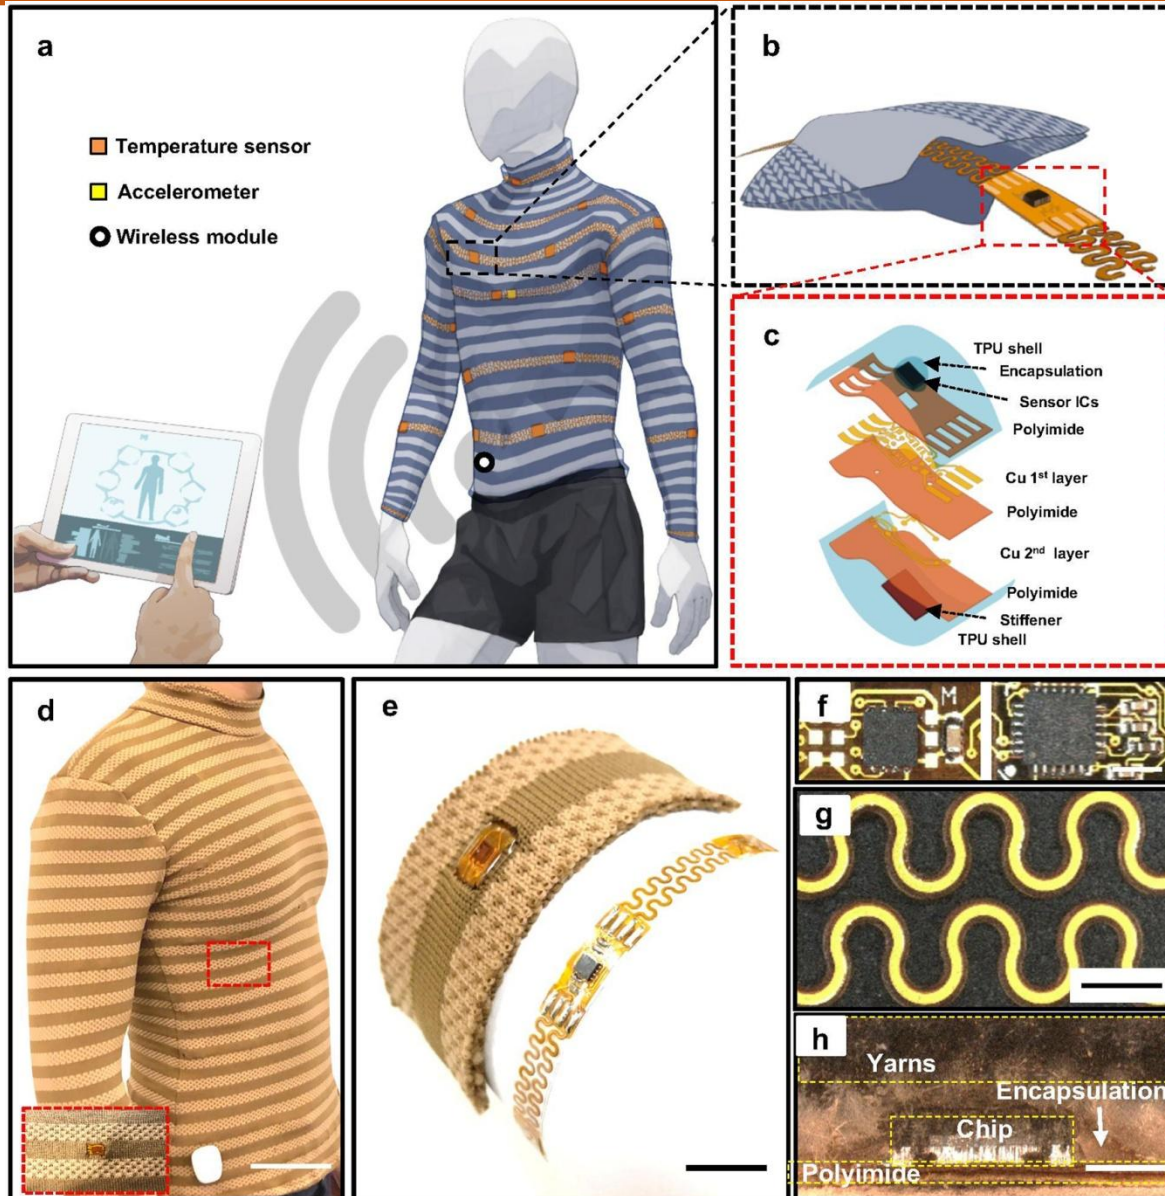 a
Temperature sensor
Accelerometer
Wireless module
b
c
TPU shell
Encapsulation
Sensor ICs
Polyimide
Cu 1st layer
Polyimide
Cu 2nd layer
Polyimide
Stiffener
TPU shell
d
e
f
M
g
h
Yarns
Encapsulation
Chip
Polyimide